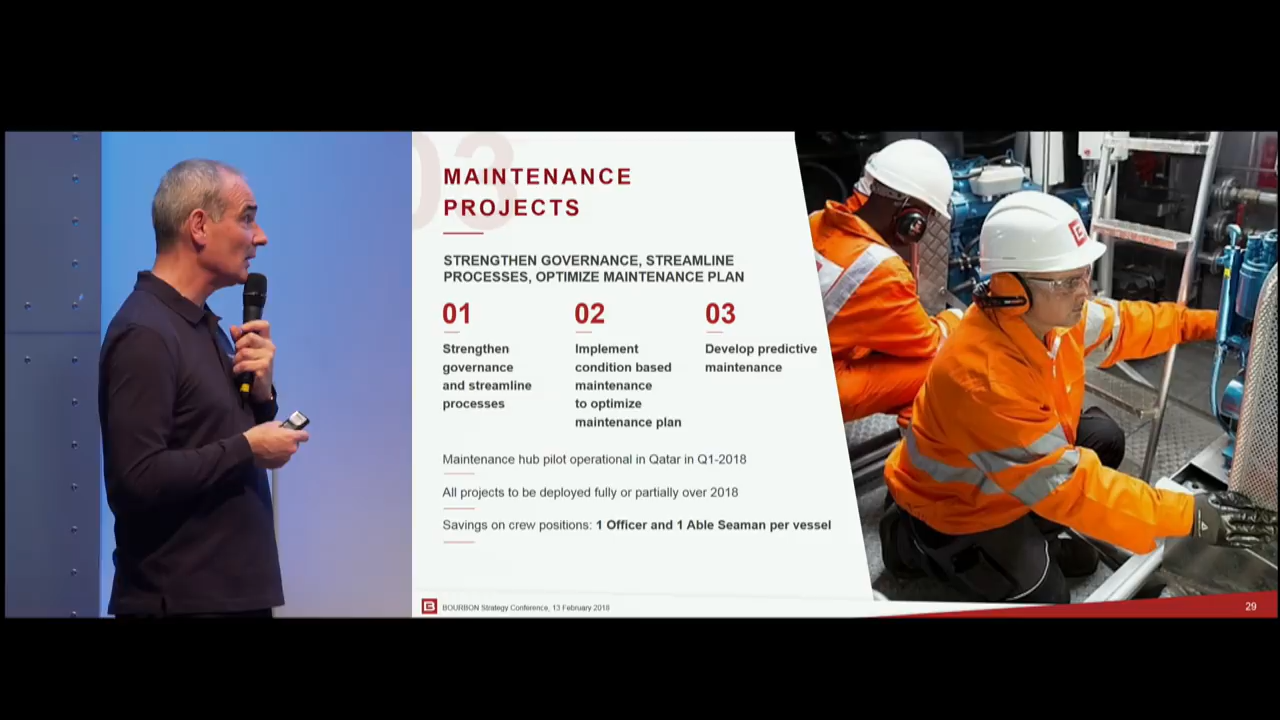 03
MAINTENANCE
PROJECTS
STRENGTHEN GOVERNANCE, STREAMLINE
PROCESSES, OPTIMIZE MAINTENANCE PLAN
01
Strengthen
governance
and streamline
processes
02
Implement
condition based
maintenance
to optimize
maintenance plan
03
Develop predictive
maintenance
Maintenance hub pilot operational in Qatar in Q1-2018
All projects to be deployed fully or partially over 2018
Savings on crew positions: 1 Officer and 1 Able Seaman per vessel
B BOURBON Strategy Conference, 13 February 2018
29